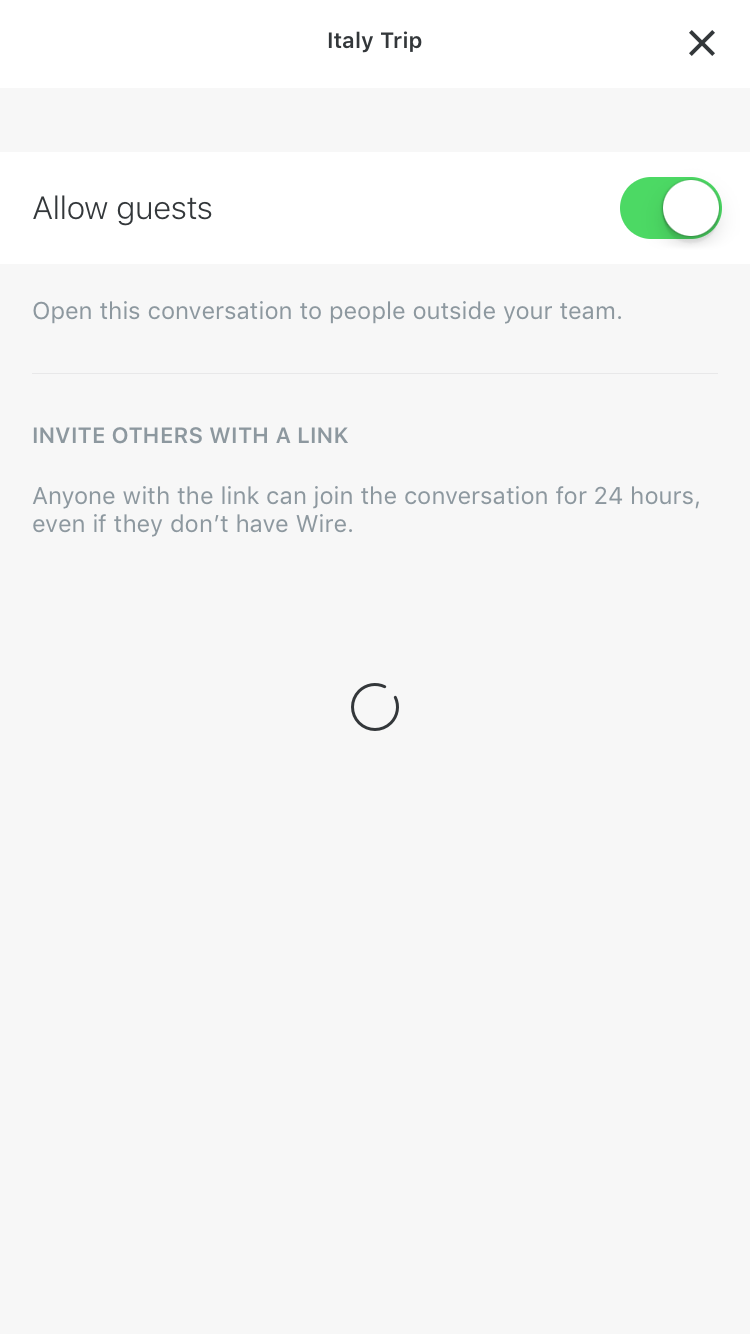 Italy Trip
Allow guests
Open this conversation to people outside your team.
INVITE OTHERS WITH A LINK
Anyone with the link can join the conversation for 24 hours,
even if they don’t have Wire.